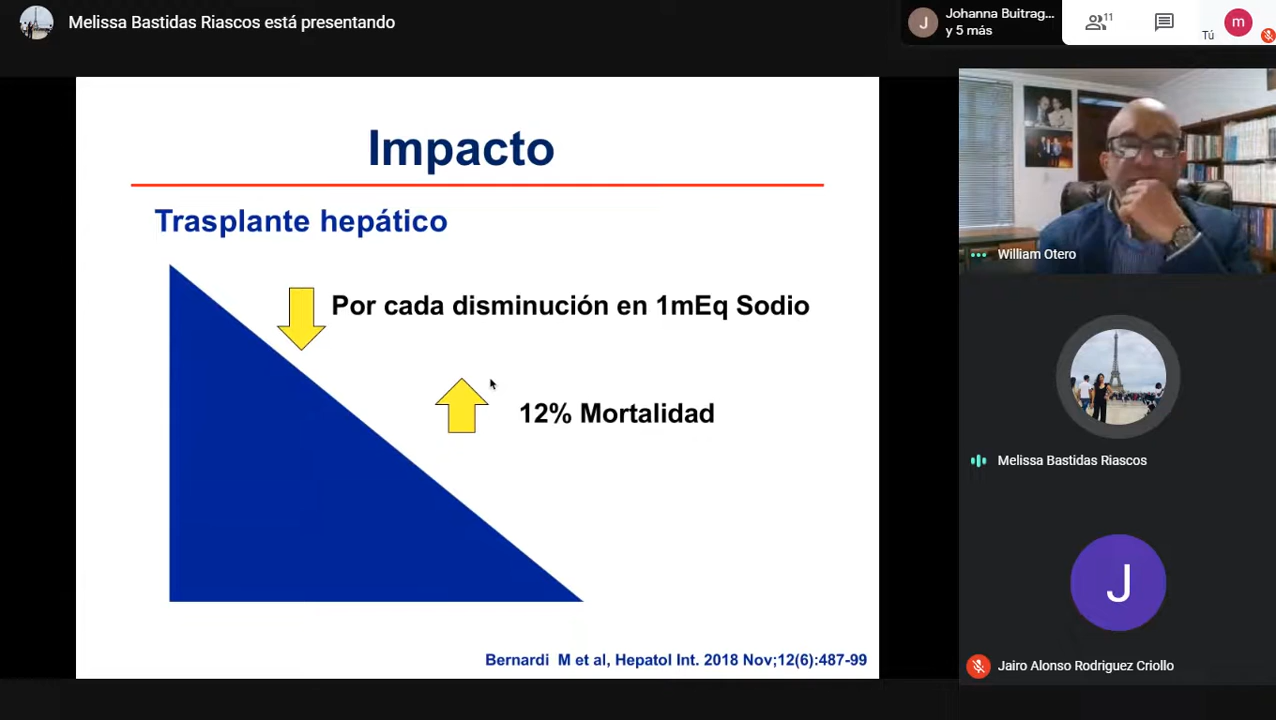 Melissa Bastidas Riascos está presentando
Johanna Buitrag...
y 5 más
11
Tú
m
J
Impacto
Trasplante hepático
Por cada disminución en 1mEq Sodio
12% Mortalidad
Bernardi M et al, Hepatol Int. 2018 Nov;12(6):487-99
William Otero
Melissa Bastidas Riascos
J
Jairo Alonso Rodriguez Criollo